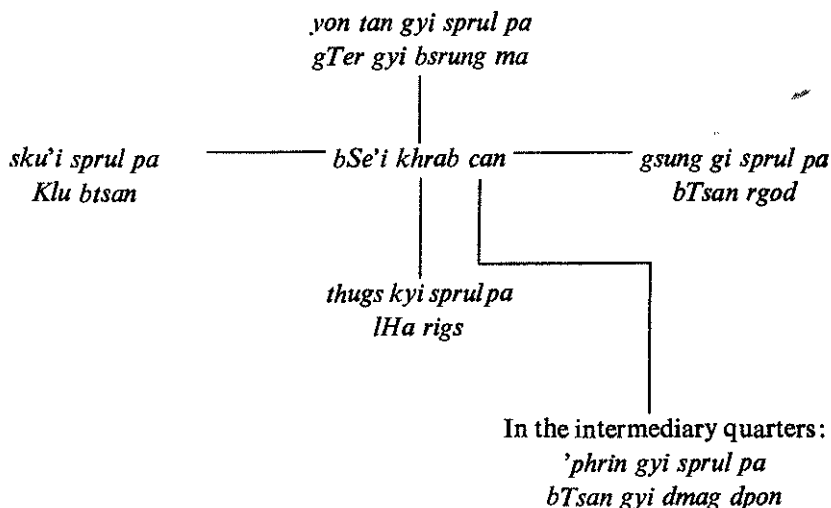 yon tan gyi sprul pa
gTer gyi bsrung ma
sku'i sprul pa
Klu btsan
bSe'i khrab can
gsung gi sprul pa
bTsan rgod
thugs kyi sprul pa
lHa rigs
In the intermediary quarters:
'phrin gyi sprul pa
bTsan gyi dmag dpon